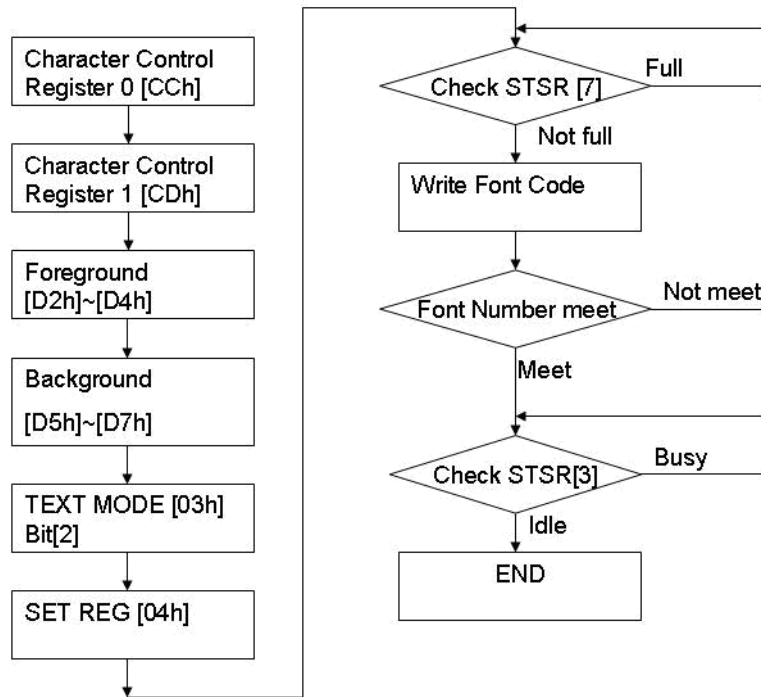 Character Control
Register 0 [CCh]
Character Control
Register 1 [CDh]
Foreground
[D2h]~[D4h]
Background
[D5h]~[D7h]
TEXT MODE [03h]
Bit[2]
SET REG [04h]
Check STSR [7]
Full
Not full
Write Font Code
Font Number meet
Not meet
Meet
Check STSR[3]
Busy
Idle
END